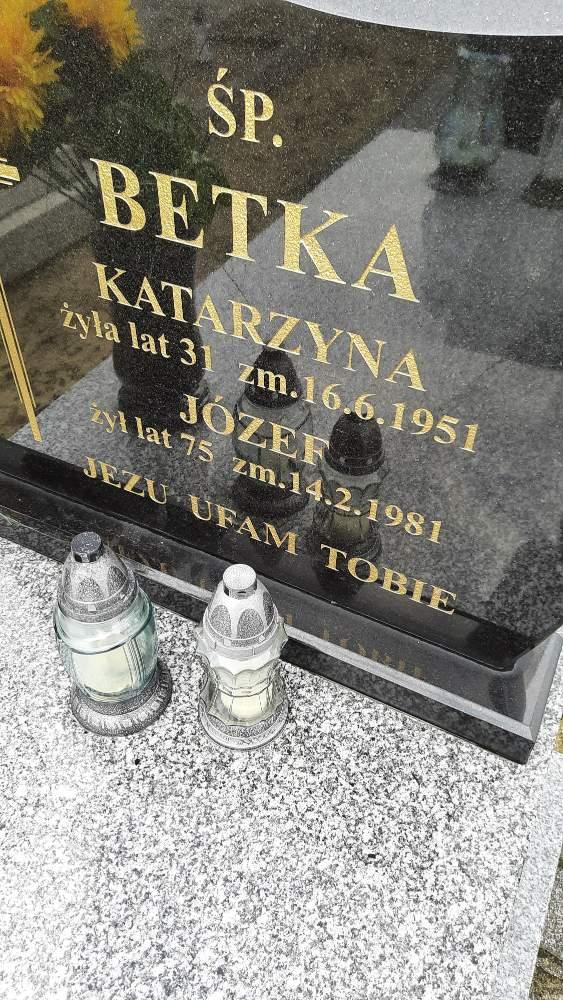 ŚP.
BETKA
KATARZYNA
żyła lat 31 zm.16.6.1951
JÓZEF
żył lat 75 zm.14.2.1981
JEZU UFAM TOBIE